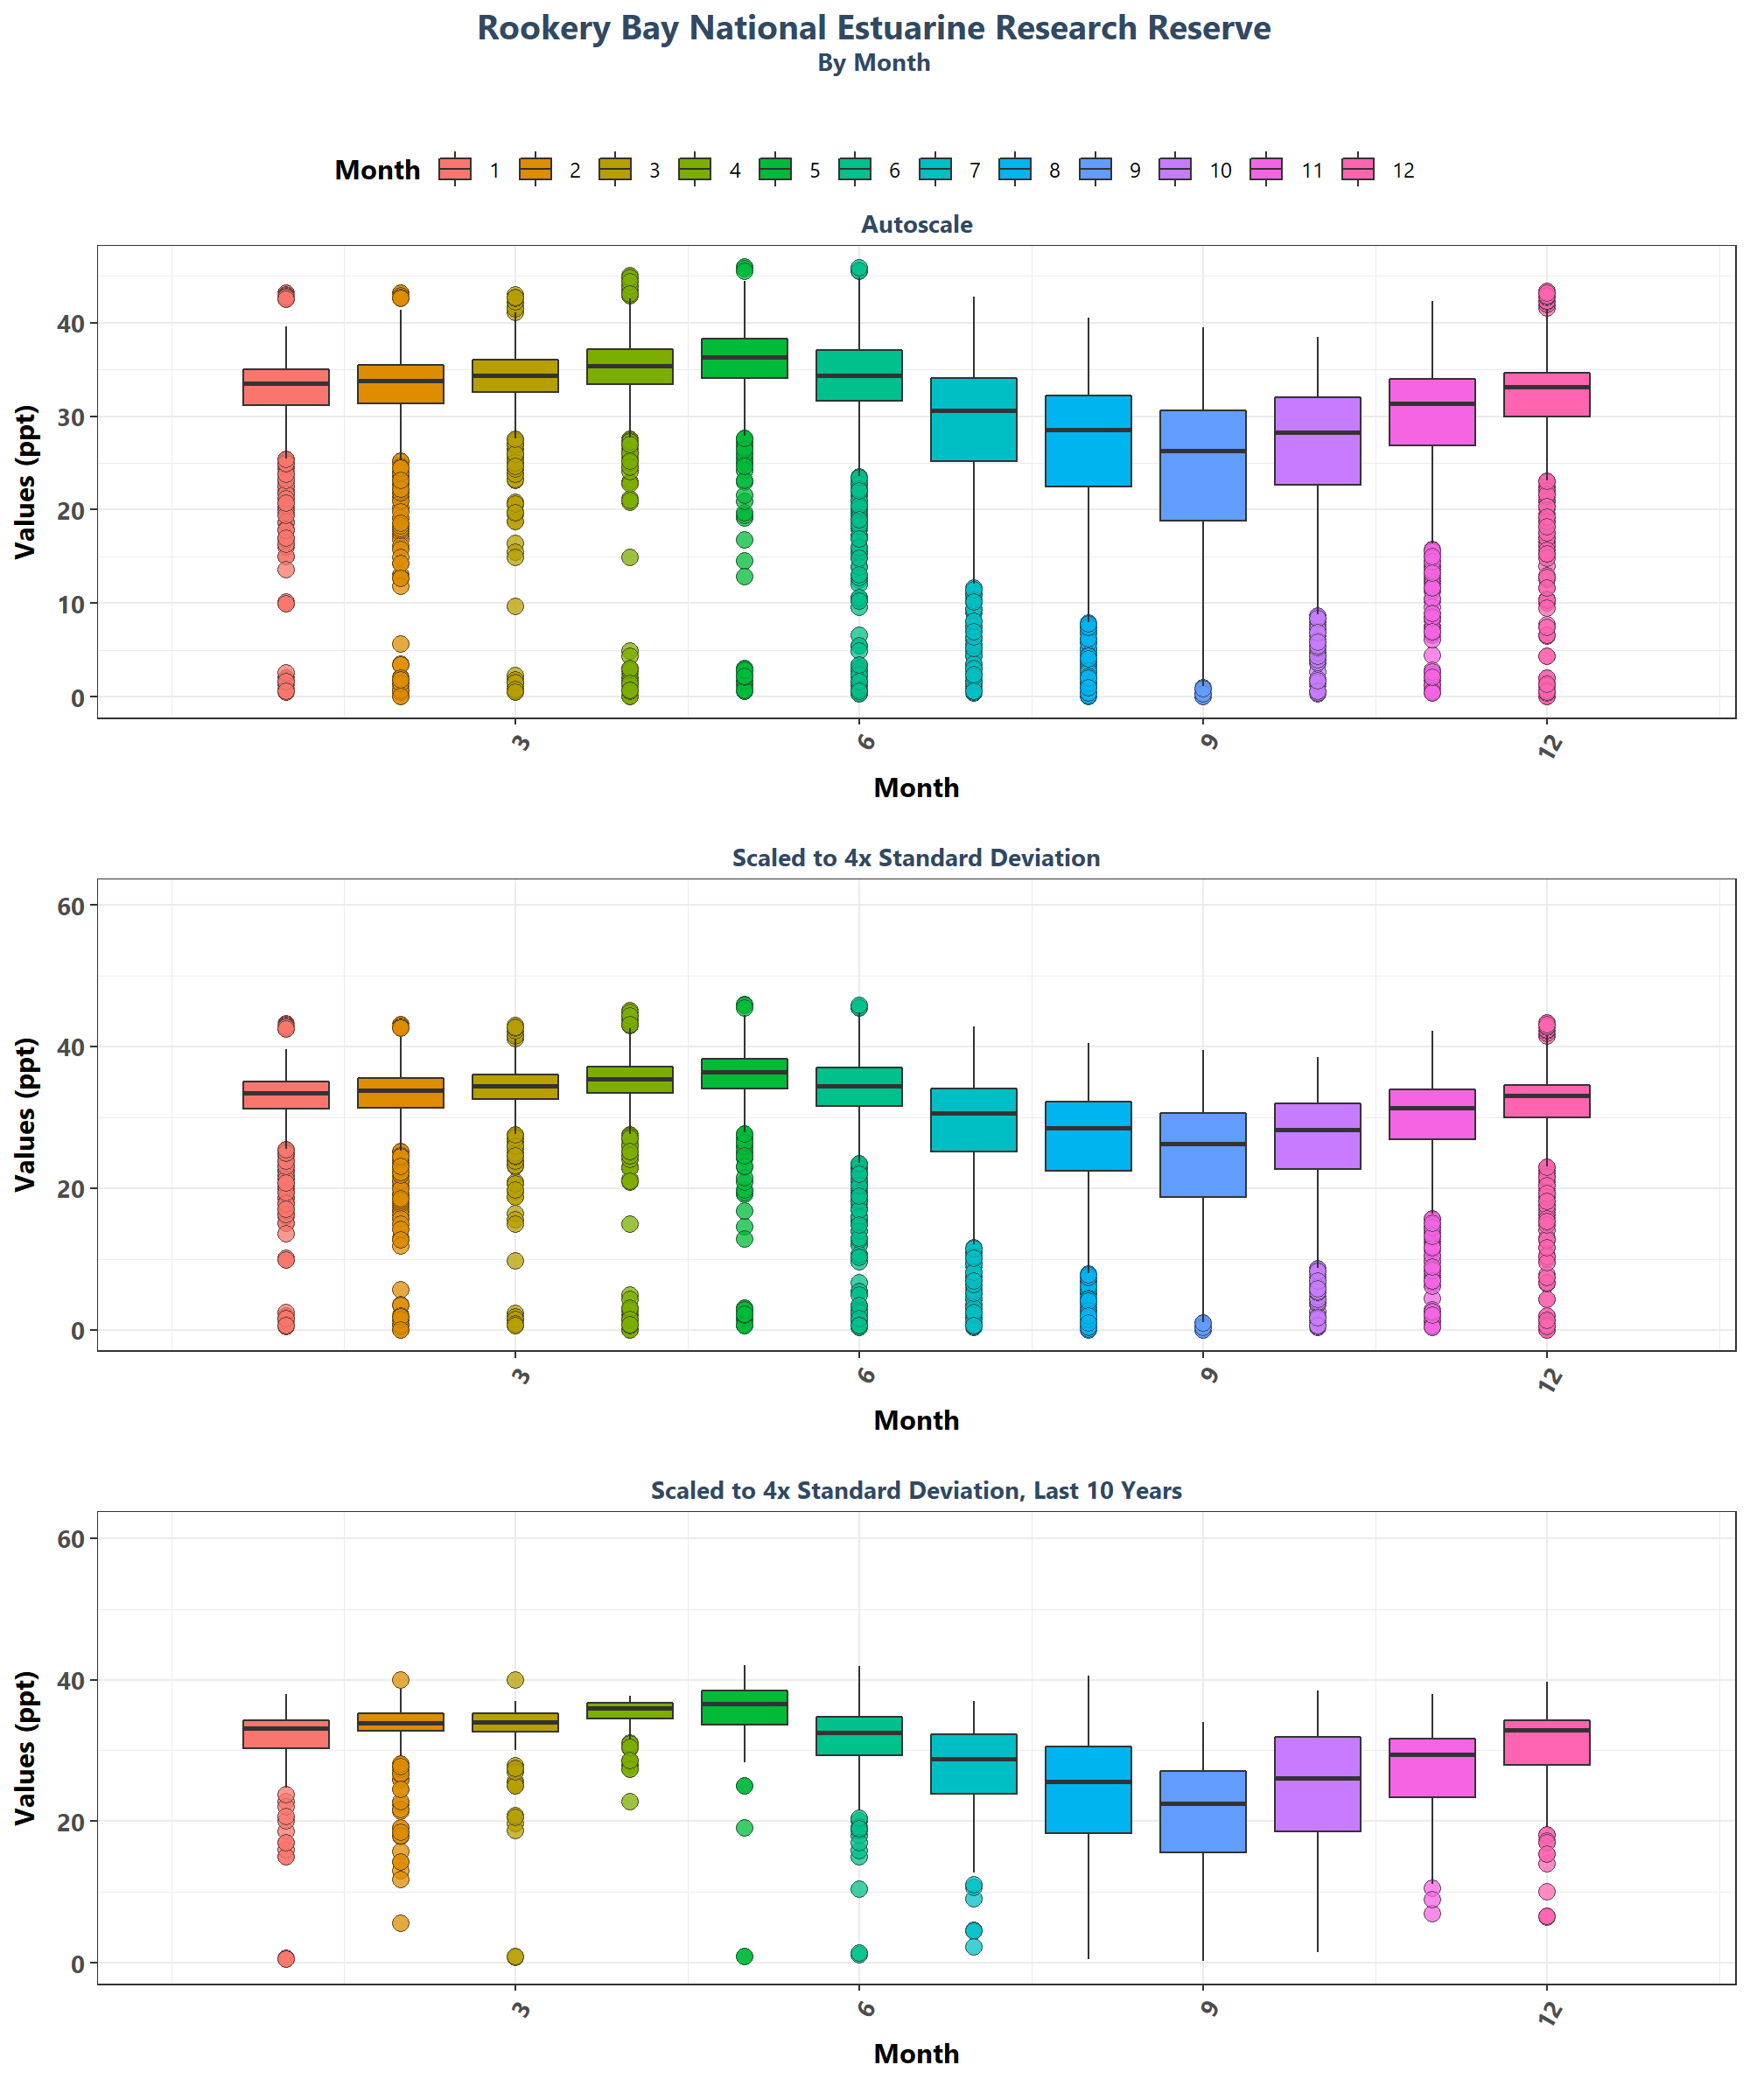 Rookery Bay National Estuarine Research Reserve
By Month
Month 1 2 3 4 5 6 7 8 9 10 11 12
Autoscale
Values (ppt)
40
30
20
10
0
3 6 9 12
Month
Scaled to 4x Standard Deviation
Values (ppt)
60
40
20
0
3 6 9 12
Month
Scaled to 4x Standard Deviation, Last 10 Years
Values (ppt)
60
40
20
0
3 6 9 12
Month